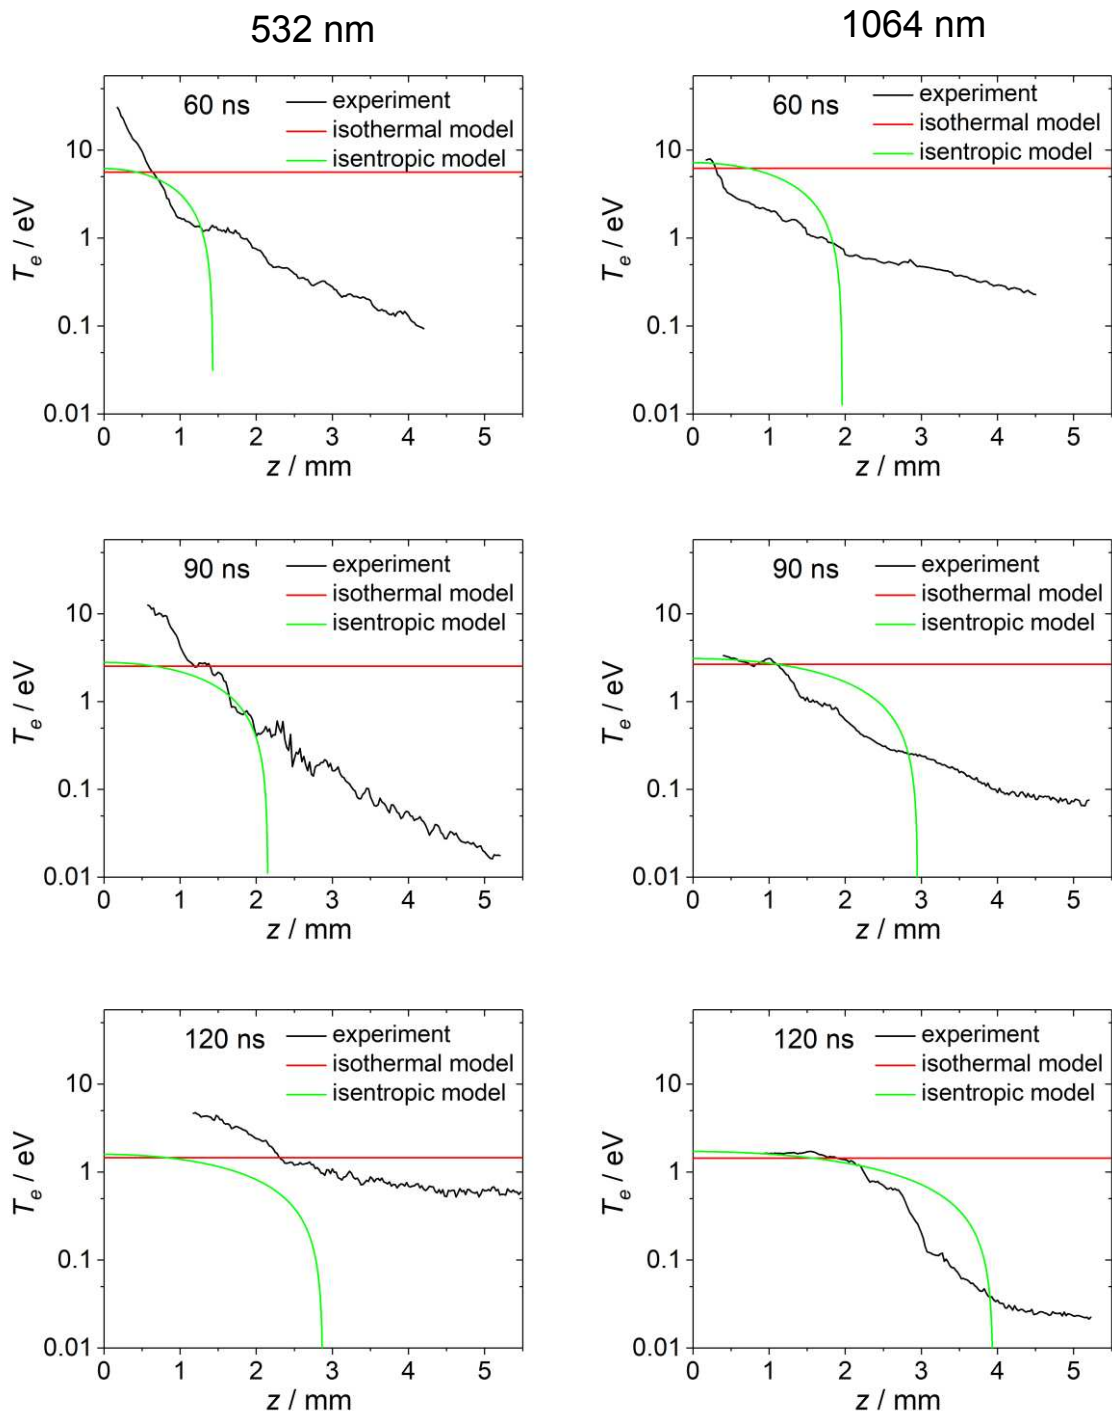 532 nm
1064 nm
60 ns
experiment
isothermal model
isentropic model
10
1
0.1
0.01
T_e / eV
0 1 2 3 4 5
z / mm
60 ns
experiment
isothermal model
isentropic model
10
1
0.1
0.01
T_e / eV
0 1 2 3 4 5
z / mm
90 ns
experiment
isothermal model
isentropic model
10
1
0.1
0.01
T_e / eV
0 1 2 3 4 5
z / mm
90 ns
experiment
isothermal model
isentropic model
10
1
0.1
0.01
T_e / eV
0 1 2 3 4 5
z / mm
120 ns
experiment
isothermal model
isentropic model
10
1
0.1
0.01
T_e / eV
0 1 2 3 4 5
z / mm
120 ns
experiment
isothermal model
isentropic model
10
1
0.1
0.01
T_e / eV
0 1 2 3 4 5
z / mm